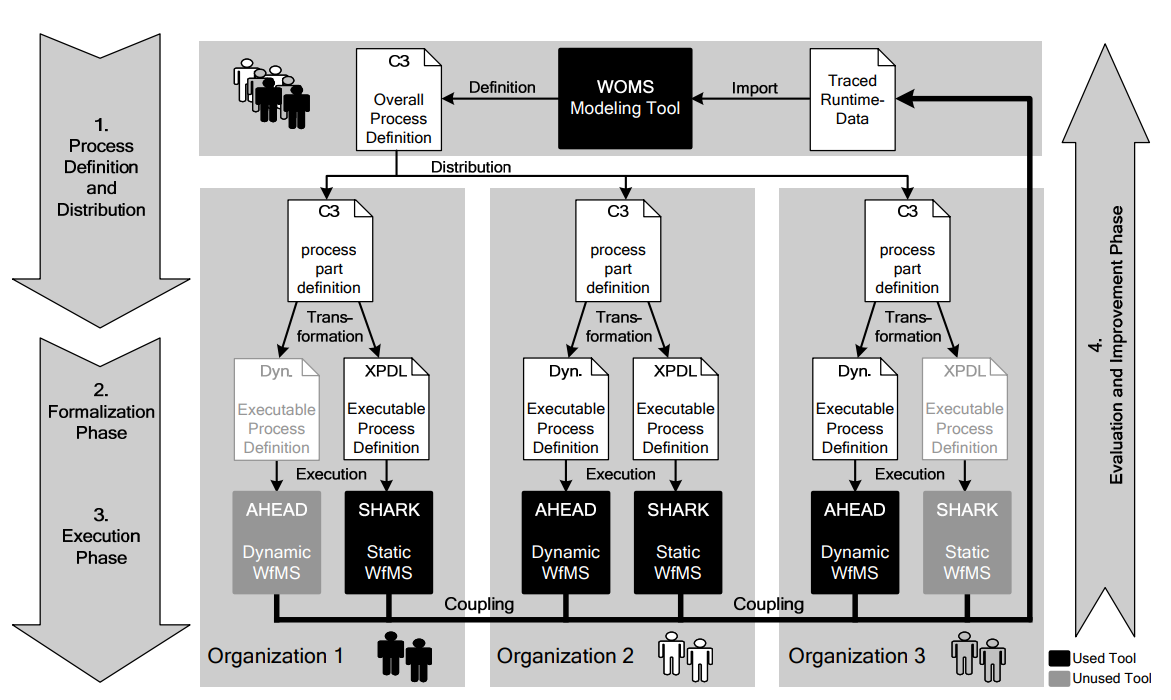 1.
Process
Definition
and
Distribution
2.
Formalization
Phase
3.
Execution
Phase
C3
Overall
Process
Definition
Definition
WOMS
Modeling Tool
Import
Traced
Runtime-
Data
Distribution
C3
process
part
definition
Trans-
formation
Dyn.
Executable
Process
Definition
XPDL
Executable
Process
Definition
Execution
AHEAD
Dynamic
WfMS
SHARK
Static
WfMS
Organization 1
Coupling
C3
process
part
definition
Trans-
formation
Dyn.
Executable
Process
Definition
XPDL
Executable
Process
Definition
Execution
AHEAD
Dynamic
WfMS
SHARK
Static
WfMS
Organization 2
Coupling
C3
process
part
definition
Trans-
formation
Dyn.
Executable
Process
Definition
XPDL
Executable
Process
Definition
Execution
AHEAD
Dynamic
WfMS
SHARK
Static
WfMS
Organization 3
4.
Evaluation and Improvement Phase
Used Tool
Unused Tool